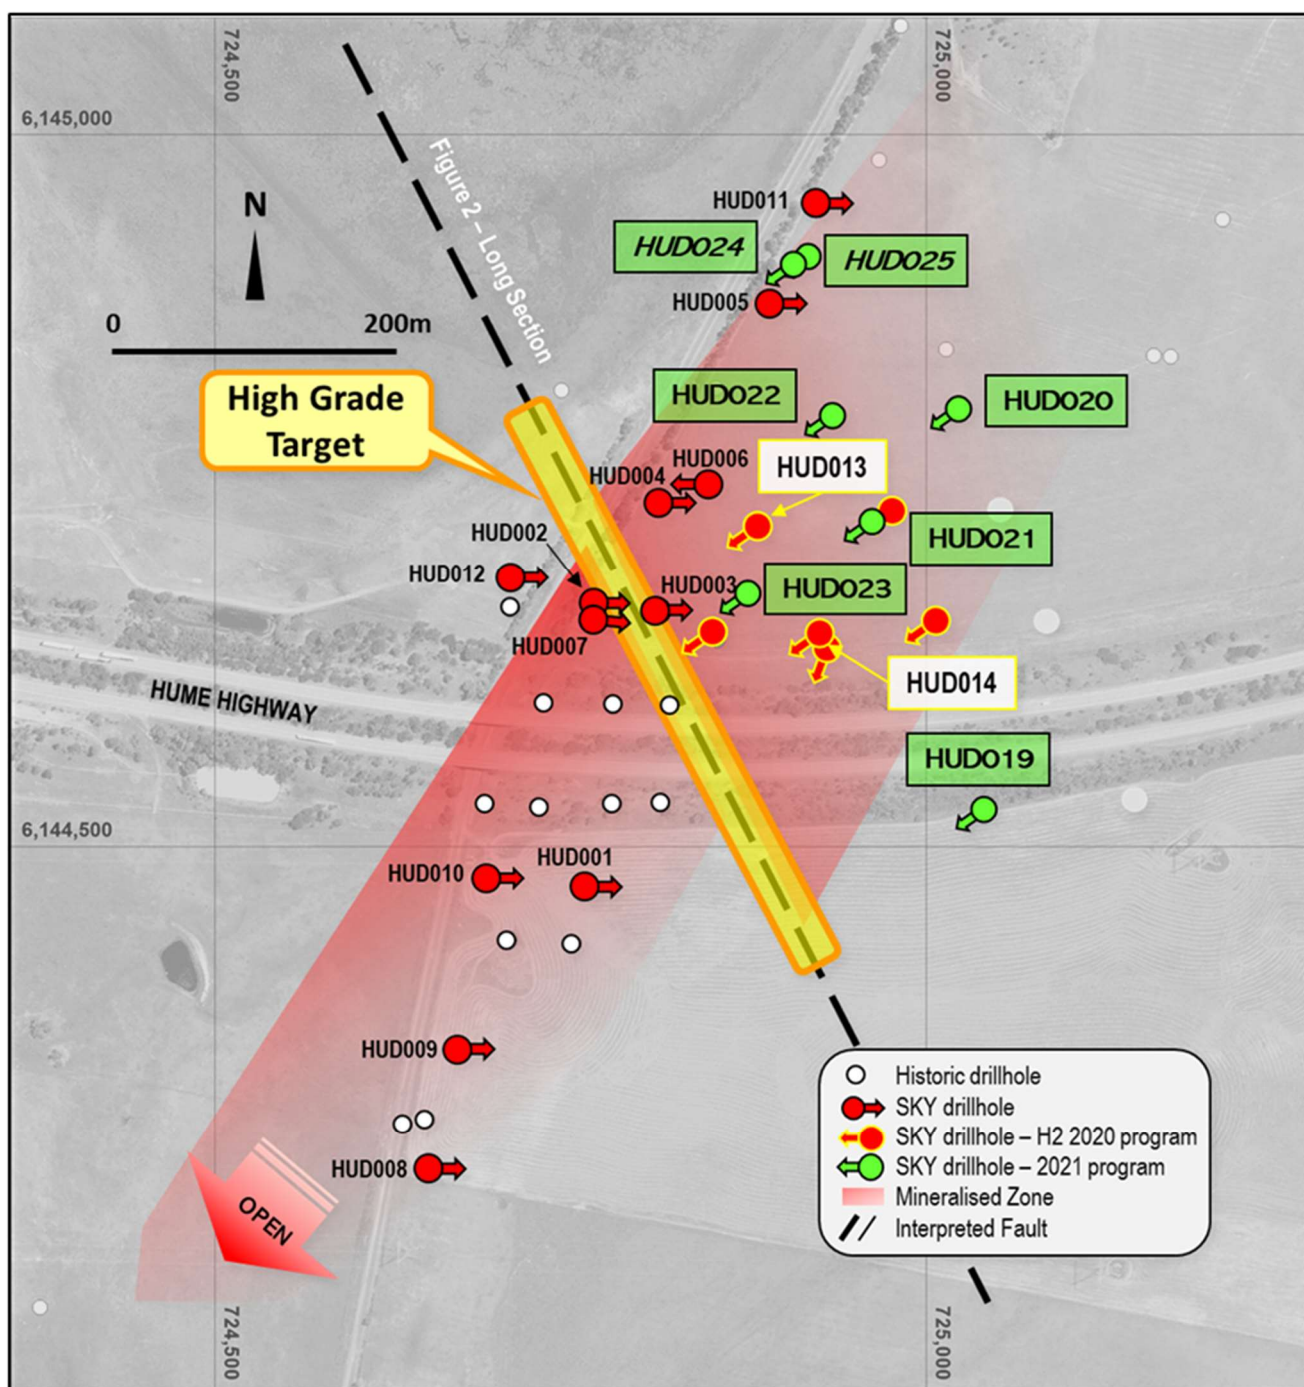 724,500
725,000
6,145,000
Figure 2 – Long Section
N
HUD011
HUD024
HUD025
HUD005
0
200m
High Grade
Target
HUD022
HUD020
HUD006
HUD004
HUD013
HUD002
HUD021
HUD012
HUD003
HUD023
HUD007
HUD014
HUME HIGHWAY
HUD019
6,144,500
HUD001
HUD010
HUD009
HUD008
OPEN
Historic drillhole
SKY drillhole
SKY drillhole – H2 2020 program
SKY drillhole – 2021 program
Mineralised Zone
Interpreted Fault
724,500
725,000